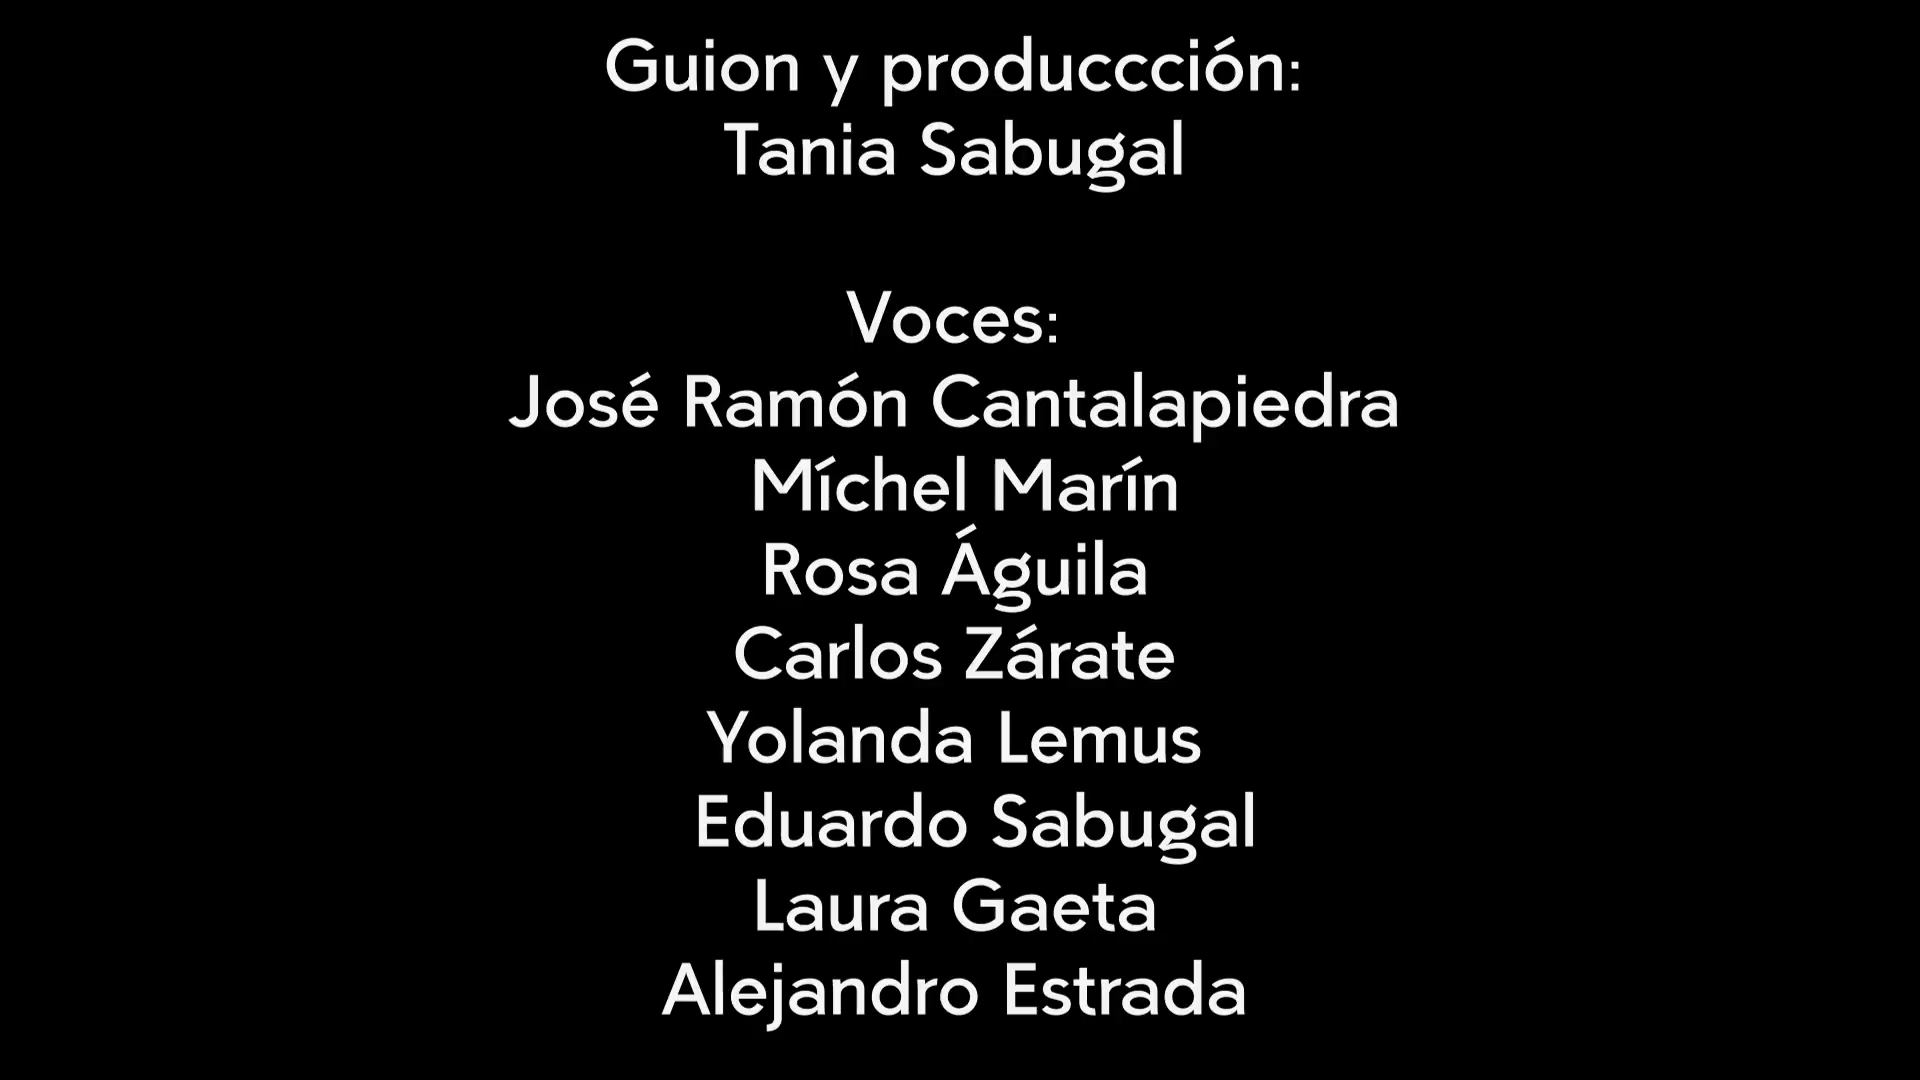 Guion y produccción:
Tania Sabugal
Voces:
José Ramón Cantalapiedra
Míchel Marín
Rosa Águila
Carlos Zárate
Yolanda Lemus
Eduardo Sabugal
Laura Gaeta
Alejandro Estrada